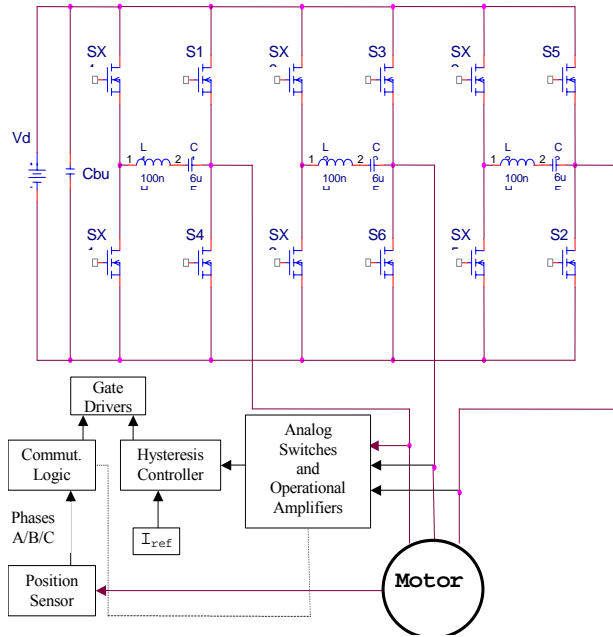 SX S1 SX S3 SX S5
Vd
Cbu
L C L C L C
1 2 1 2 1 2
100n 6u 100n 6u 100n 6u
SX S4 SX S6 SX S2
Gate
Drivers
Commut.
Logic
Hysteresis
Controller
Analog
Switches
and
Operational
Amplifiers
Phases
A/B/C
Iref
Position
Sensor
Motor